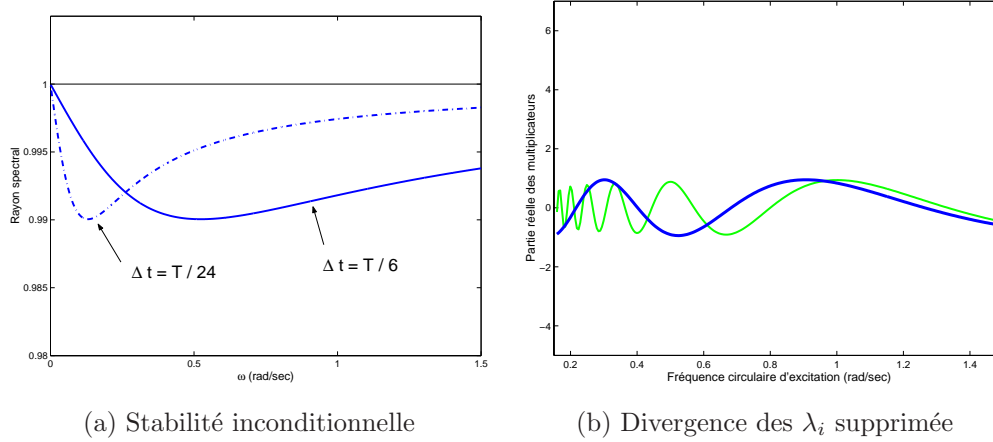 1
0.995
0.99
0.985
0.98
0
0.5
1
1.5
Rayon spectral
ω (rad/sec)
Δ t = T / 24
Δ t = T / 6
(a) Stabilité inconditionnelle
6
4
2
0
−2
−4
0.2
0.4
0.6
0.8
1
1.2
1.4
Partie réelle des multiplicateurs
Fréquence circulaire d'excitation (rad/sec)
(b) Divergence des λi supprimée